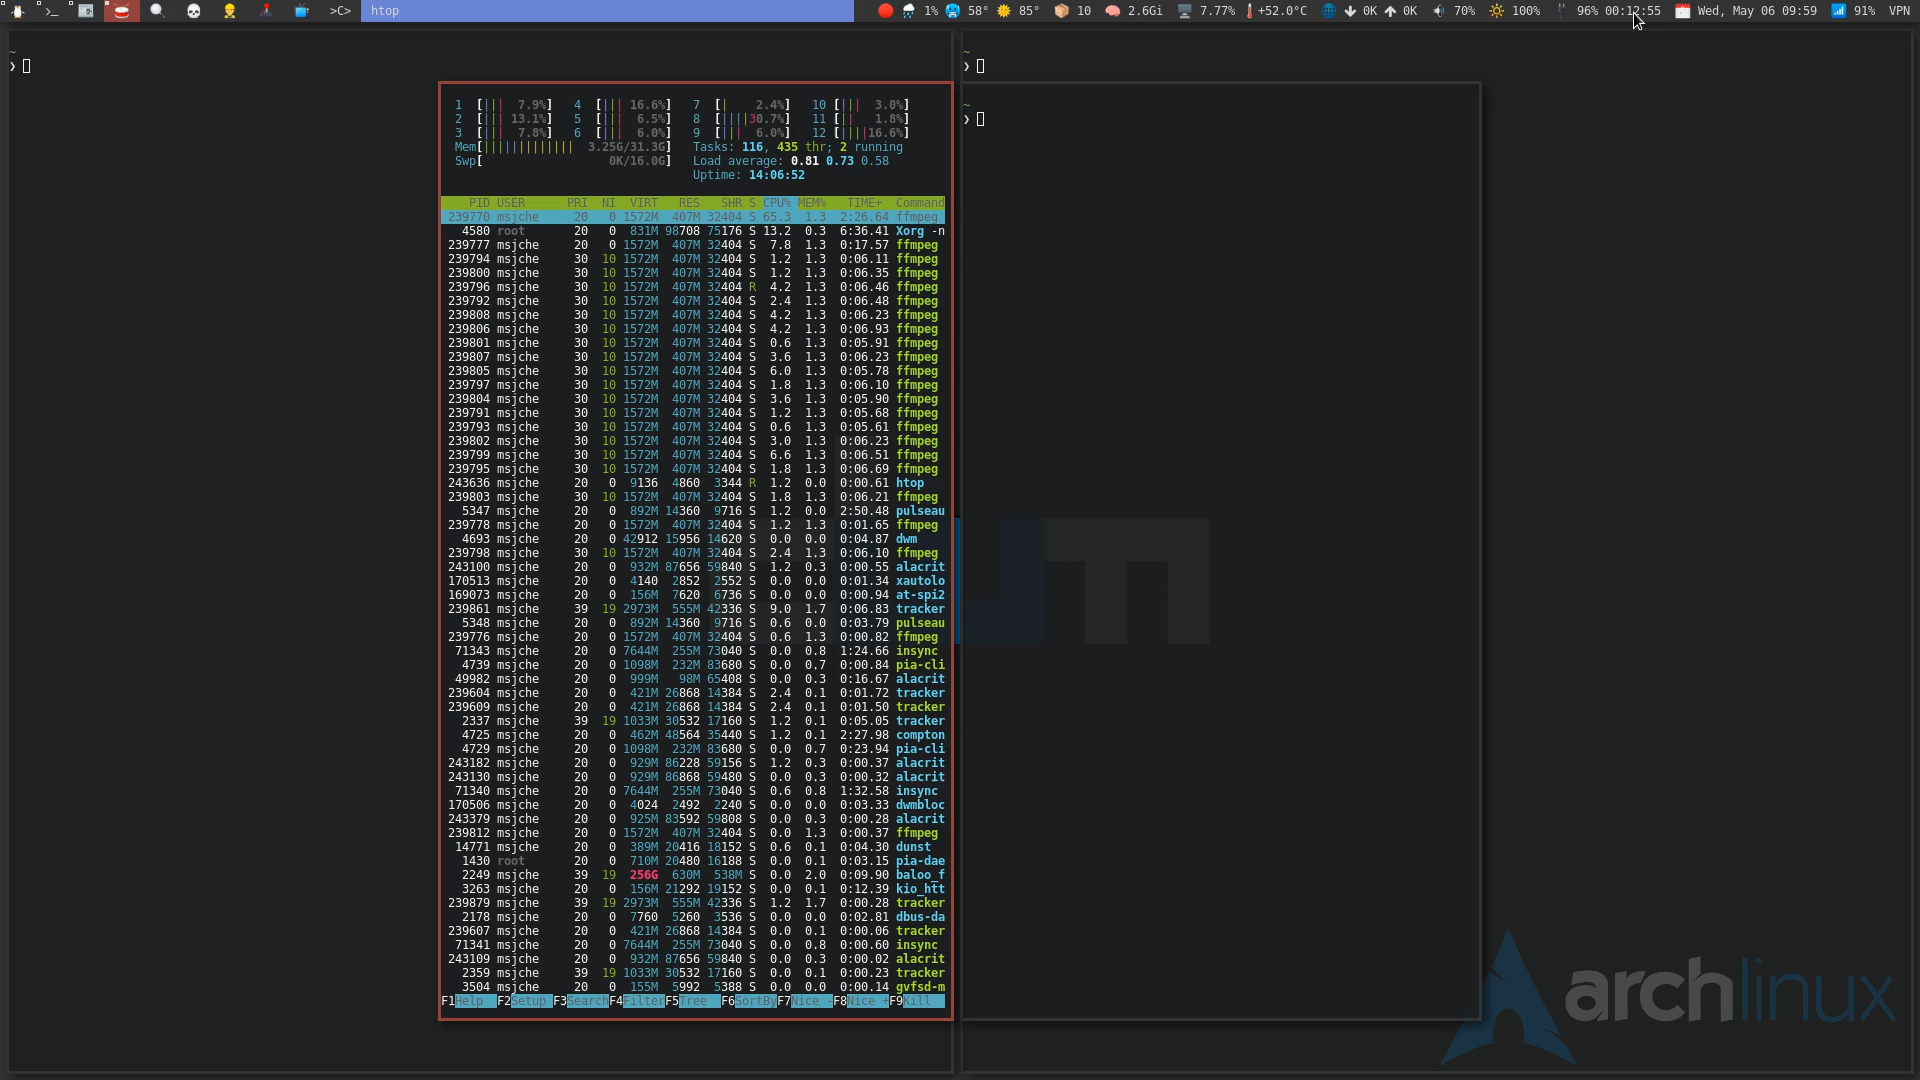 >_ >C> htop 1% 58° 85° 10 2.6Gi 7.77% +52.0°C 0K 0K 70% 100% 96% 00:12:55 Wed, May 06 09:59 91% VPN
~ ~
❯ ❯
~
❯
1 [||| 7.9%] 4 [||| 16.6%] 7 [| 2.4%] 10 [||| 3.0%]
2 [||| 13.1%] 5 [||| 6.5%] 8 [||||30.7%] 11 [|| 1.8%]
3 [||| 7.8%] 6 [||| 6.0%] 9 [||| 6.0%] 12 [||||16.6%]
Mem[||||||||||||| 3.25G/31.3G] Tasks: 116, 435 thr; 2 running
Swp[ 0K/16.0G] Load average: 0.81 0.73 0.58
Uptime: 14:06:52
PID USER PRI NI VIRT RES SHR S CPU% MEM% TIME+ Command
239770 msjche 20 0 1572M 407M 32404 S 65.3 1.3 2:26.64 ffmpeg
4580 root 20 0 831M 98708 75176 S 13.2 0.3 6:36.41 Xorg -n
239777 msjche 20 0 1572M 407M 32404 S 7.8 1.3 0:17.57 ffmpeg
239794 msjche 30 10 1572M 407M 32404 S 1.2 1.3 0:06.11 ffmpeg
239800 msjche 30 10 1572M 407M 32404 S 1.2 1.3 0:06.35 ffmpeg
239796 msjche 30 10 1572M 407M 32404 R 4.2 1.3 0:06.46 ffmpeg
239792 msjche 30 10 1572M 407M 32404 S 2.4 1.3 0:06.48 ffmpeg
239808 msjche 30 10 1572M 407M 32404 S 4.2 1.3 0:06.23 ffmpeg
239806 msjche 30 10 1572M 407M 32404 S 4.2 1.3 0:06.93 ffmpeg
239801 msjche 30 10 1572M 407M 32404 S 0.6 1.3 0:05.91 ffmpeg
239807 msjche 30 10 1572M 407M 32404 S 3.6 1.3 0:06.23 ffmpeg
239805 msjche 30 10 1572M 407M 32404 S 6.0 1.3 0:05.78 ffmpeg
239797 msjche 30 10 1572M 407M 32404 S 1.8 1.3 0:06.10 ffmpeg
239804 msjche 30 10 1572M 407M 32404 S 3.6 1.3 0:05.90 ffmpeg
239791 msjche 30 10 1572M 407M 32404 S 1.2 1.3 0:05.68 ffmpeg
239793 msjche 30 10 1572M 407M 32404 S 0.6 1.3 0:05.61 ffmpeg
239802 msjche 30 10 1572M 407M 32404 S 3.0 1.3 0:06.23 ffmpeg
239799 msjche 30 10 1572M 407M 32404 S 6.6 1.3 0:06.51 ffmpeg
239795 msjche 30 10 1572M 407M 32404 S 1.8 1.3 0:06.69 ffmpeg
243636 msjche 20 0 9136 4860 3344 R 1.2 0.0 0:00.61 htop
239803 msjche 30 10 1572M 407M 32404 S 1.8 1.3 0:06.21 ffmpeg
5347 msjche 20 0 892M 14360 9716 S 1.2 0.0 2:50.48 pulseau
239778 msjche 20 0 1572M 407M 32404 S 1.2 1.3 0:01.65 ffmpeg
4693 msjche 20 0 42912 15956 14620 S 0.0 0.0 0:04.87 dwm
239798 msjche 30 10 1572M 407M 32404 S 2.4 1.3 0:06.10 ffmpeg
243100 msjche 20 0 932M 87656 59840 S 1.2 0.3 0:00.55 alacrit
170513 msjche 20 0 4140 2852 2552 S 0.0 0.0 0:01.34 xautolo
169073 msjche 20 0 156M 7620 6736 S 0.0 0.0 0:00.94 at-spi2
239861 msjche 39 19 2973M 555M 42336 S 9.0 1.7 0:06.83 tracker
5348 msjche 20 0 892M 14360 9716 S 0.6 0.0 0:03.79 pulseau
239776 msjche 20 0 1572M 407M 32404 S 0.6 1.3 0:00.82 ffmpeg
71343 msjche 20 0 7644M 255M 73040 S 0.0 0.8 1:24.66 insync
4739 msjche 20 0 1098M 232M 83680 S 0.0 0.7 0:00.84 pia-cli
49982 msjche 20 0 999M 98M 65408 S 0.0 0.3 0:16.67 alacrit
239604 msjche 20 0 421M 26868 14384 S 2.4 0.1 0:01.72 tracker
239609 msjche 20 0 421M 26868 14384 S 2.4 0.1 0:01.50 tracker
2337 msjche 39 19 1033M 30532 17160 S 1.2 0.1 0:05.05 tracker
4725 msjche 20 0 462M 48564 35440 S 1.2 0.1 2:27.98 compton
4729 msjche 20 0 1098M 232M 83680 S 0.0 0.7 0:23.94 pia-cli
243182 msjche 20 0 929M 86228 59156 S 1.2 0.3 0:00.37 alacrit
243130 msjche 20 0 929M 86868 59480 S 0.0 0.3 0:00.32 alacrit
71340 msjche 20 0 7644M 255M 73040 S 0.6 0.8 1:32.58 insync
170506 msjche 20 0 4024 2492 2240 S 0.0 0.0 0:03.33 dwmbloc
243379 msjche 20 0 925M 83592 59808 S 0.0 0.3 0:00.28 alacrit
239812 msjche 20 0 1572M 407M 32404 S 0.0 1.3 0:00.37 ffmpeg
14771 msjche 20 0 389M 20416 18152 S 0.6 0.1 0:04.30 dunst
1430 root 20 0 710M 20480 16188 S 0.0 0.1 0:03.15 pia-dae
2249 msjche 39 19 256G 630M 538M S 0.0 2.0 0:09.90 baloo_f
3263 msjche 20 0 156M 21292 19152 S 0.0 0.1 0:12.39 kio_htt
239879 msjche 39 19 2973M 555M 42336 S 1.2 1.7 0:00.28 tracker
2178 msjche 20 0 7760 5260 3536 S 0.0 0.0 0:02.81 dbus-da
239607 msjche 20 0 421M 26868 14384 S 0.0 0.1 0:00.06 tracker
71341 msjche 20 0 7644M 255M 73040 S 0.0 0.8 0:00.60 insync
243109 msjche 20 0 932M 87656 59840 S 0.0 0.3 0:00.02 alacrit
2359 msjche 39 19 1033M 30532 17160 S 0.0 0.1 0:00.23 tracker
3504 msjche 20 0 155M 5992 5388 S 0.0 0.0 0:00.14 gvfsd-m
F1Help F2Setup F3SearchF4FilterF5Tree F6SortByF7Nice -F8Nice +F9Kill
archlinux